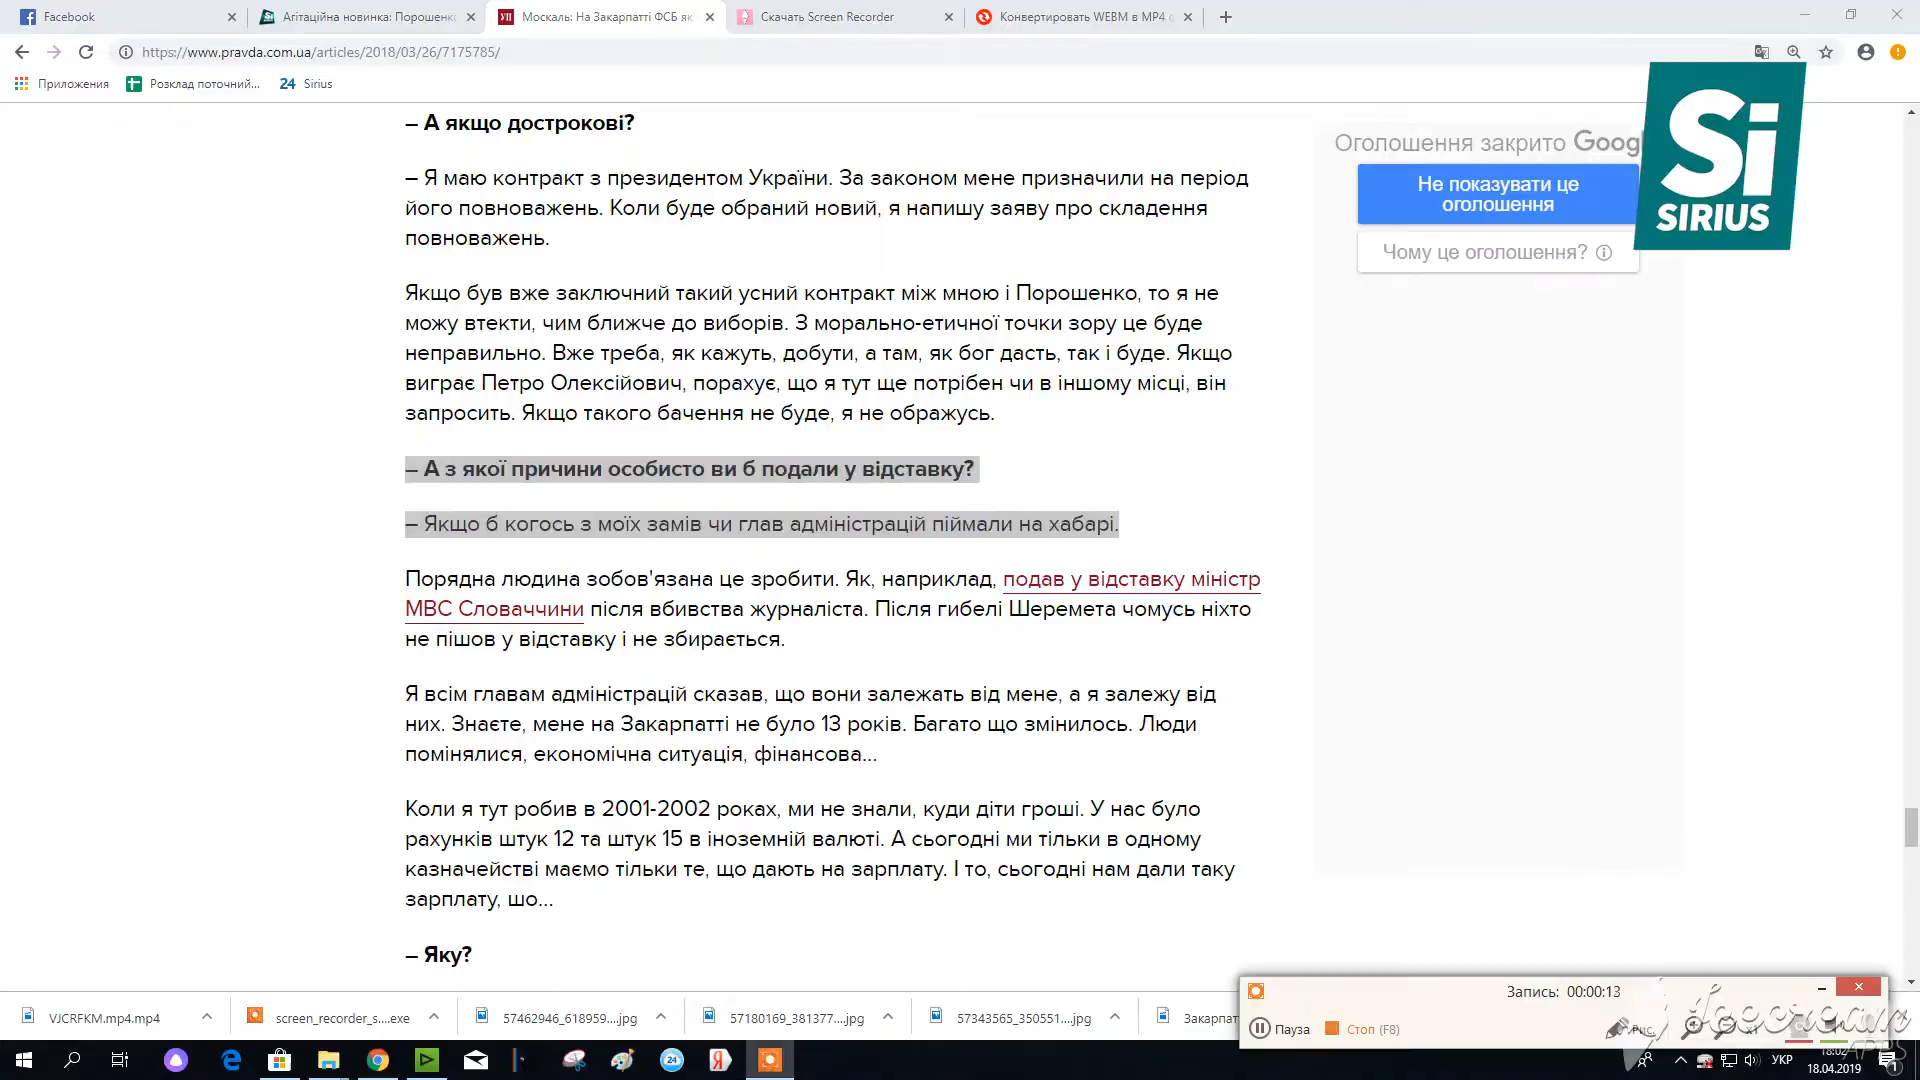 Facebook
Агітаційна новинка: Порошенк
УП Москаль: На Закарпатті ФСБ як
Скачать Screen Recorder
Конвертировать WEBM в MP4
https://www.pravda.com.ua/articles/2018/03/26/7175785/
Приложения
Розклад поточний...
24 Sirius
– А якщо дострокові?
– Я маю контракт з президентом України. За законом мене призначили на період
його повноважень. Коли буде обраний новий, я напишу заяву про складення
повноважень.
Якщо був вже заключний такий усний контракт між мною і Порошенко, то я не
можу втекти, чим ближче до виборів. З морально-етичної точки зору це буде
неправильно. Вже треба, як кажуть, добути, а там, як бог дасть, так і буде. Якщо
виграє Петро Олексійович, порахує, що я тут ще потрібен чи в іншому місці, він
запросить. Якщо такого бачення не буде, я не ображусь.
– А з якої причини особисто ви б подали у відставку?
– Якщо б когось з моїх замів чи глав адміністрацій піймали на хабарі.
Порядна людина зобов'язана це зробити. Як, наприклад, подав у відставку міністр
МВС Словаччини після вбивства журналіста. Після гибелі Шеремета чомусь ніхто
не пішов у відставку і не збирається.
Я всім главам адміністрацій сказав, що вони залежать від мене, а я залежу від
них. Знаєте, мене на Закарпатті не було 13 років. Багато що змінилось. Люди
помінялися, економічна ситуація, фінансова...
Коли я тут робив в 2001-2002 роках, ми не знали, куди діти гроші. У нас було
рахунків штук 12 та штук 15 в іноземній валюті. А сьогодні ми тільки в одному
казначействі маємо тільки те, що дають на зарплату. І то, сьогодні нам дали таку
зарплату, шо...
– Яку?
Оголошення закрито Googl
Не показувати це
оголошення
Чому це оголошення?
Si
SIRIUS
VJCRFKM.mp4.mp4
screen_recorder_s....exe
57462946_618959....jpg
57180169_381377....jpg
57343565_350551....jpg
Закарпат
Запись: 00:00:13
Пауза
Стоп (F8)
Рис.
Icecream
APPS
24
УКР
18:02
18.04.2019
1